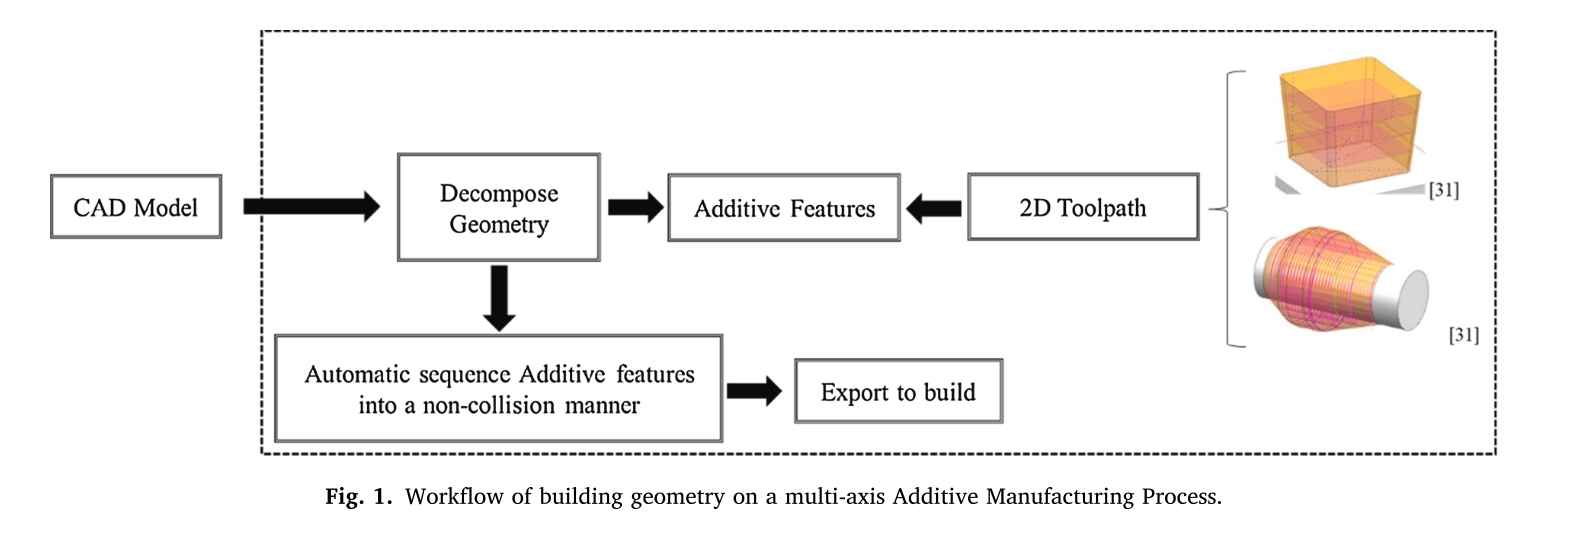 CAD Model
Decompose
Geometry
Additive Features
2D Toolpath
[31]
[31]
Automatic sequence Additive features
into a non-collision manner
Export to build
Fig. 1. Workflow of building geometry on a multi-axis Additive Manufacturing Process.